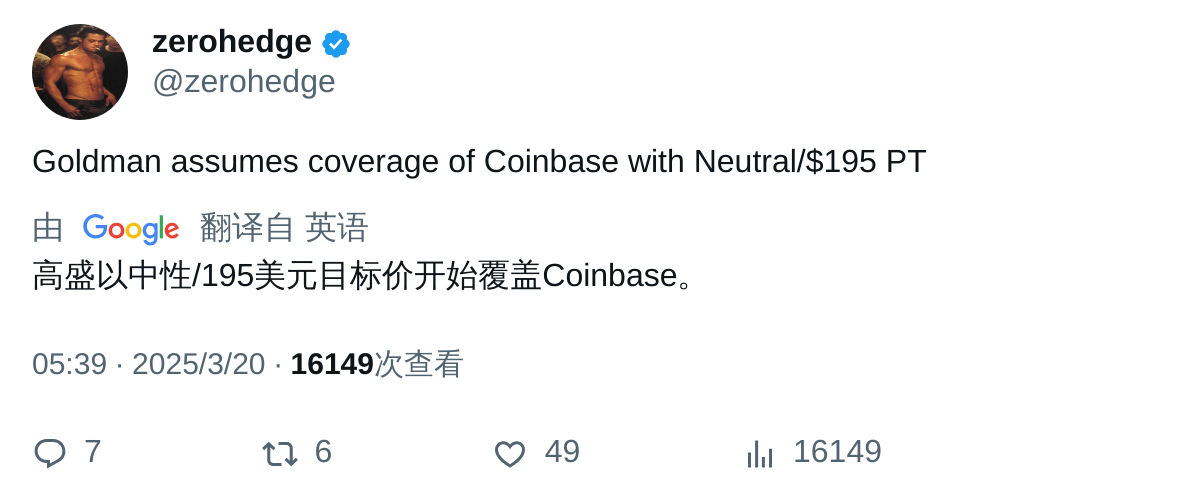 zerohedge
@zerohedge
Goldman assumes coverage of Coinbase with Neutral/$195 PT
由 Google 翻译自 英语
高盛以中性/195美元目标价开始覆盖Coinbase。
05:39 · 2025/3/20 · 16149次查看
7 6 49 16149